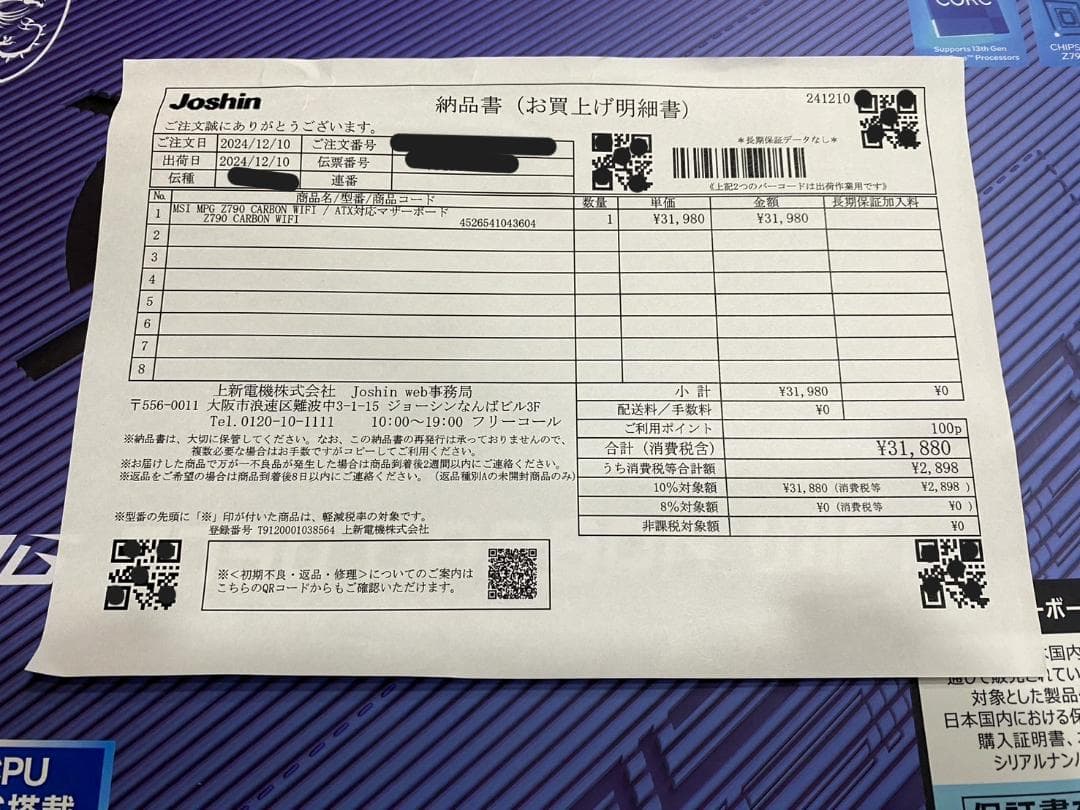 CORE
Supports 13th Gen
Processors
CHIPS
Z79
Joshin
納品書（お買上げ明細書）
241210
ご注文誠にありがとうございます。
ご注文日 2024/12/10 ご注文番号
出荷日 2024/12/10 伝票番号
伝種 連番
＊長期保証データなし＊
《上記2つのバーコードは出荷作業用です》
No. 商品名/型番/商品コード 数量 単価 金額 長期保証加入料
1 MSI MPG Z790 CARBON WIFI / ATX対応マザーボード
Z790 CARBON WIFI 4526541043604 1 ¥31,980 ¥31,980
2
3
4
5
6
7
8
小 計 ¥31,980 ¥0
配送料／手数料 ¥0
ご利用ポイント 100p
合計（消費税含） ¥31,880
うち消費税等合計額 ¥2,898
10%対象額 ¥31,880 (消費税等 ¥2,898 )
8%対象額 ¥0 (消費税等 ¥0 )
非課税対象額 ¥0
上新電機株式会社 Joshin web事務局
〒556-0011 大阪市浪速区難波中3-1-15 ジョーシンなんばビル3F
Tel. 0120-10-1111 10:00～19:00 フリーコール
※納品書は、大切に保管してください。なお、この納品書の再発行は承っておりませんので、
複数必要な場合はお手数ですがコピーしてご利用ください。
※お届けした商品で万が一不良品が発生した場合は商品到着後2週間以内にご連絡ください。
※返品をご希望の場合は商品到着後8日以内にご連絡ください。（返品種別Aの未開封商品のみ）
※型番の先頭に「※」印が付いた商品は、軽減税率の対象です。
登録番号 T9120001038564 上新電機株式会社
※＜初期不良・返品・修理＞についてのご案内は
こちらのQRコードからもご確認いただけます。
ーボー
本国内
通じて販売されてい
対象とした製品
日本国内における保
購入証明書、
シリアルナン
保証書
CPU
搭載